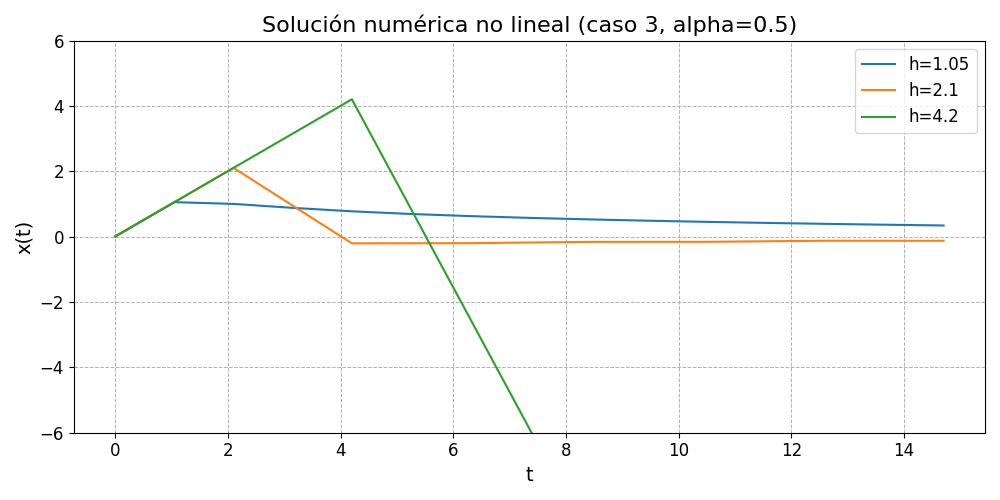 Solución numérica no lineal (caso 3, alpha=0.5)
h=1.05
h=2.1
h=4.2
x(t)
6
4
2
0
−2
−4
−6
0 2 4 6 8 10 12 14
t